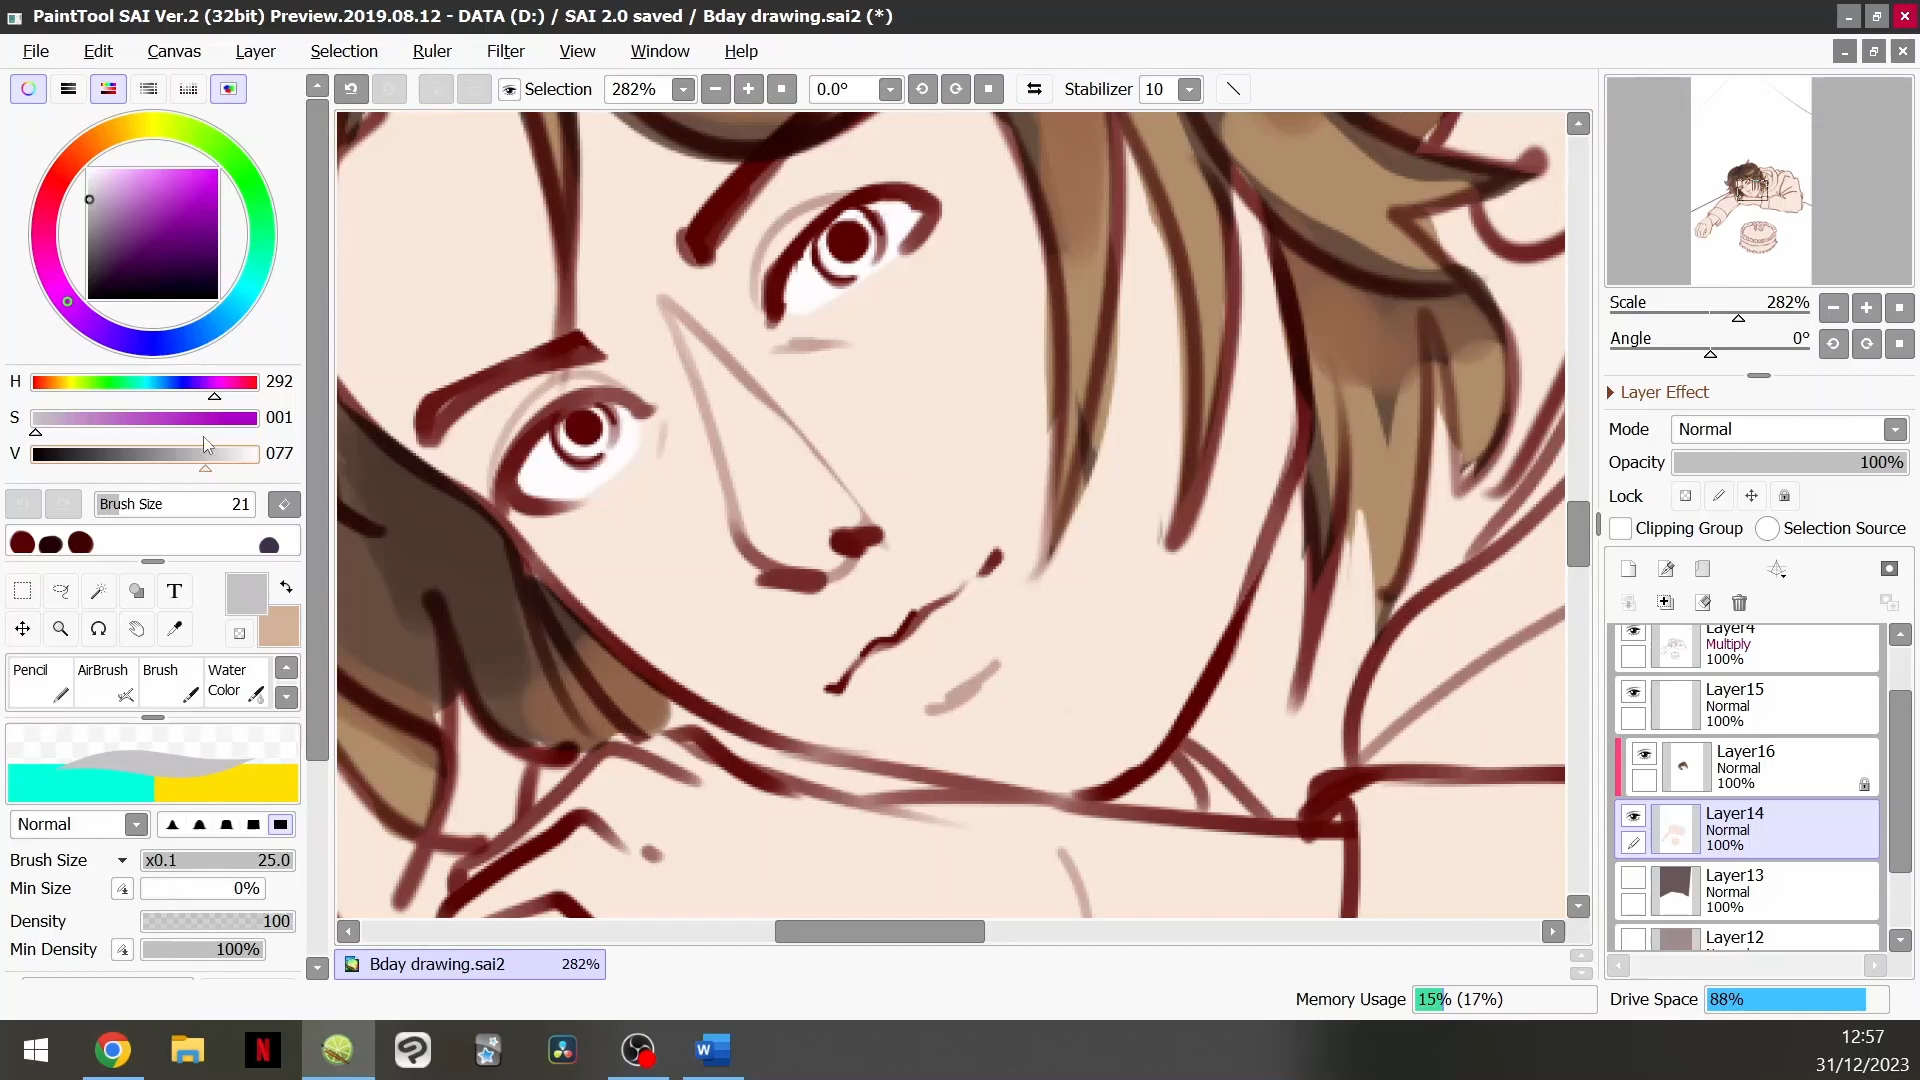 PaintTool SAI Ver.2 (32bit) Preview.2019.08.12 - DATA (D:) / SAI 2.0 saved / Bday drawing.sai2 (*)
File Edit Canvas Layer Selection Ruler Filter View Window Help
Selection 282% 0.0° Stabilizer 10
Scale 282%
Angle 0°
H 292
S 001
V 077
Layer Effect
Mode Normal
Opacity 100%
Lock
Clipping Group Selection Source
Brush Size 21
T
Pencil AirBrush Brush Water Color
Normal
Brush Size x0.1 25.0
Min Size 0%
Density 100
Min Density 100%
Layer4
Multiply
100%
Layer15
Normal
100%
Layer16
Normal
100%
Layer14
Normal
100%
Layer13
Normal
100%
Layer12
Bday drawing.sai2 282%
Memory Usage 15% (17%) Drive Space 88%
N
W
12:57
31/12/2023